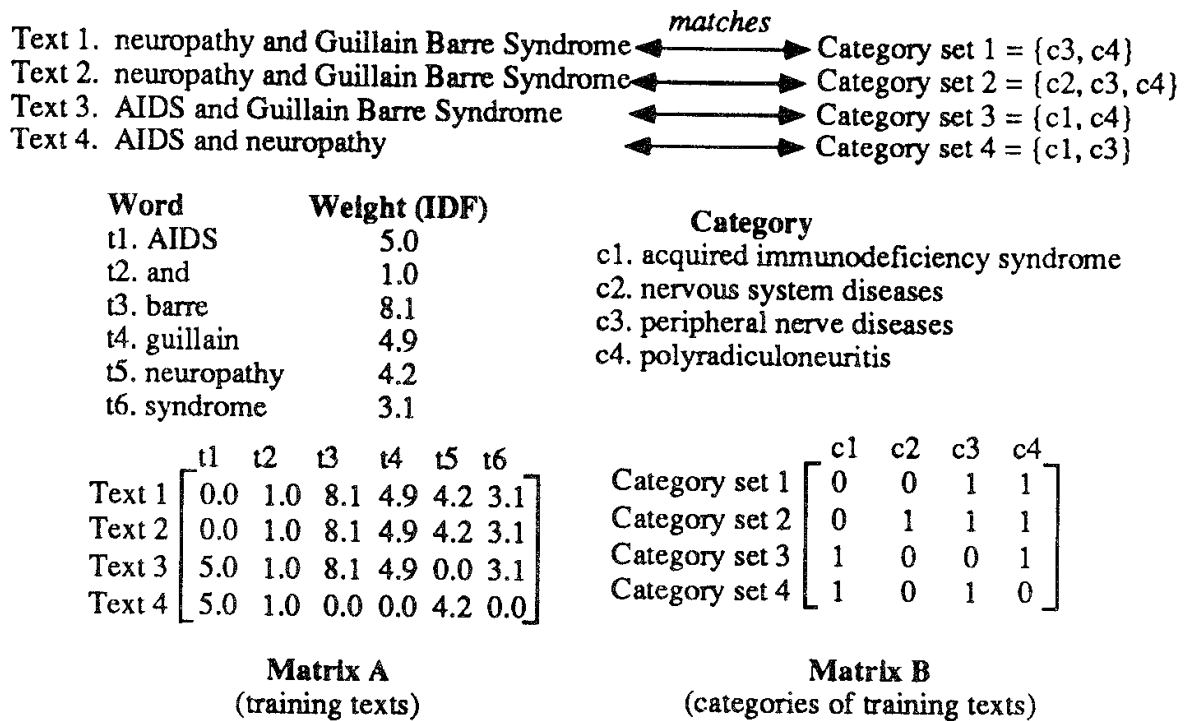 matches
Text 1. neuropathy and Guillain Barre Syndrome Category set 1 = {c3, c4}
Text 2. neuropathy and Guillain Barre Syndrome Category set 2 = {c2, c3, c4}
Text 3. AIDS and Guillain Barre Syndrome Category set 3 = {c1, c4}
Text 4. AIDS and neuropathy Category set 4 = {c1, c3}
Word Weight (IDF)
t1. AIDS 5.0
t2. and 1.0
t3. barre 8.1
t4. guillain 4.9
t5. neuropathy 4.2
t6. syndrome 3.1
Category
c1. acquired immunodeficiency syndrome
c2. nervous system diseases
c3. peripheral nerve diseases
c4. polyradiculoneuritis
t1 t2 t3 t4 t5 t6
Text 1 0.0 1.0 8.1 4.9 4.2 3.1
Text 2 0.0 1.0 8.1 4.9 4.2 3.1
Text 3 5.0 1.0 8.1 4.9 0.0 3.1
Text 4 5.0 1.0 0.0 0.0 4.2 0.0
Matrix A
(training texts)
c1 c2 c3 c4
Category set 1 0 0 1 1
Category set 2 0 1 1 1
Category set 3 1 0 0 1
Category set 4 1 0 1 0
Matrix B
(categories of training texts)